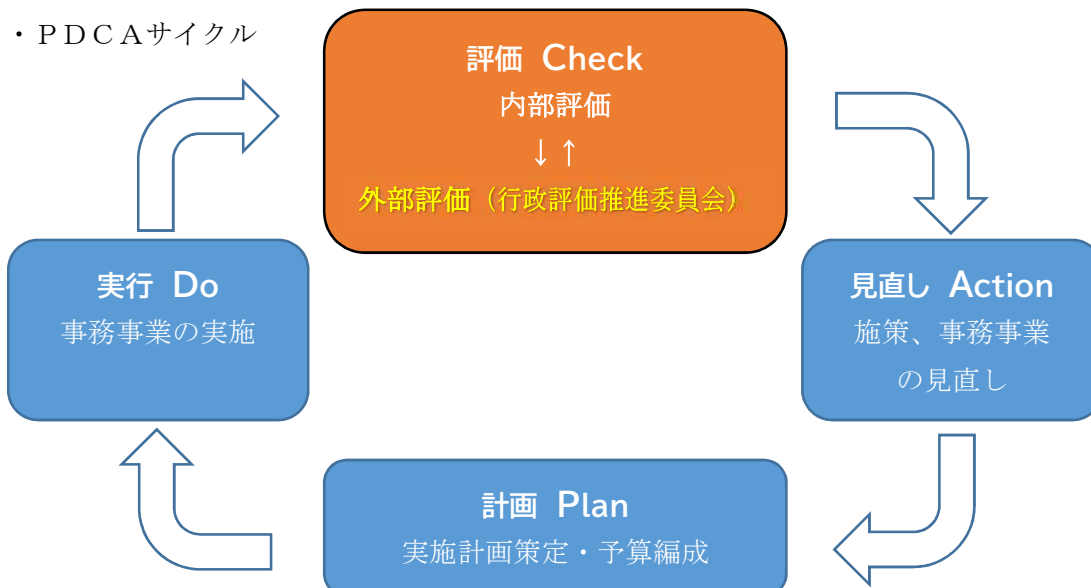 ・ＰＤＣＡサイクル
評価 Check
内部評価
↓↑
外部評価（行政評価推進委員会）
実行 Do
事務事業の実施
見直し Action
施策、事務事業
の見直し
計画 Plan
実施計画策定・予算編成